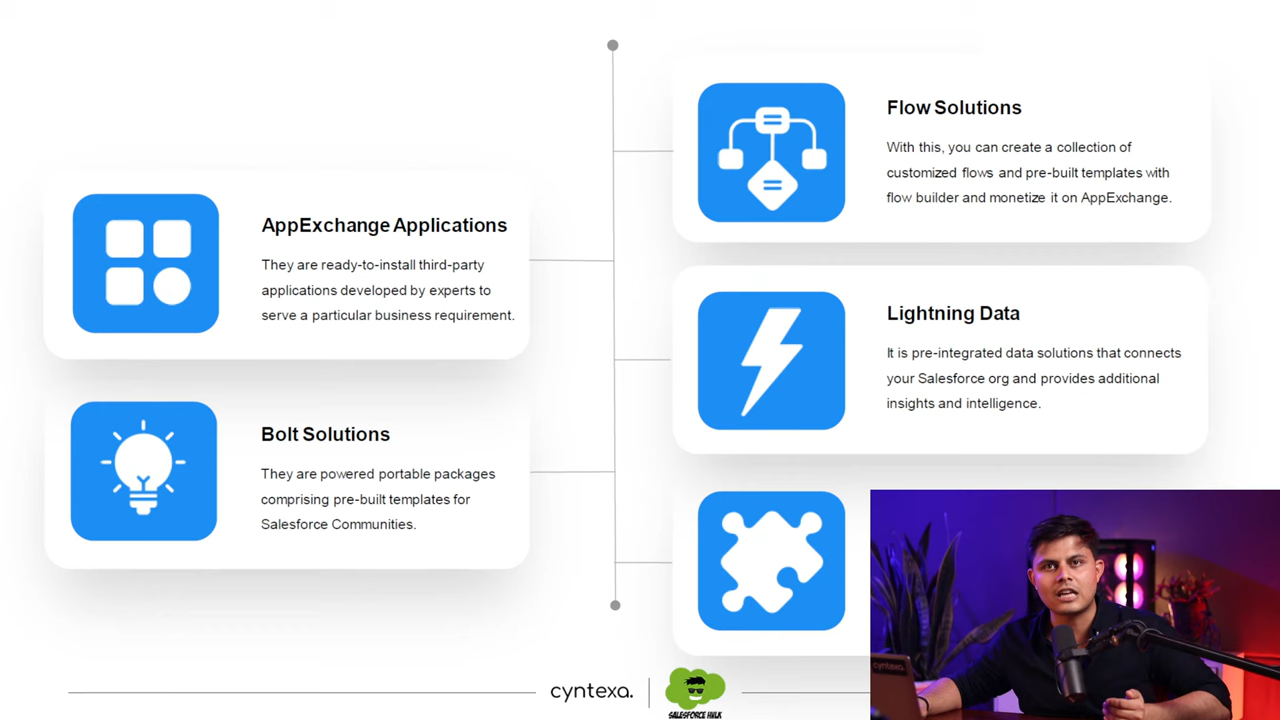 AppExchange Applications
They are ready-to-install third-party
applications developed by experts to
serve a particular business requirement.
Bolt Solutions
They are powered portable packages
comprising pre-built templates for
Salesforce Communities.
Flow Solutions
With this, you can create a collection of
customized flows and pre-built templates with
flow builder and monetize it on AppExchange.
Lightning Data
It is pre-integrated data solutions that connects
your Salesforce org and provides additional
insights and intelligence.
cyntexa.
SALESFORCE HULK
cyntexa.